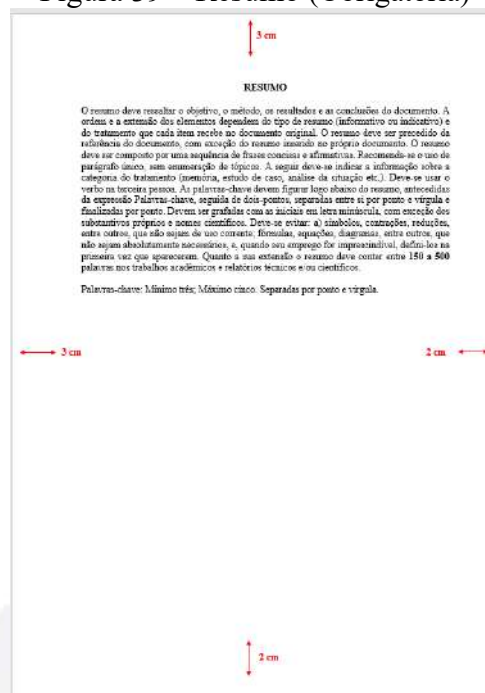 Figura 39 – Resumo (Obrigatória)
3 cm
RESUMO
O resumo deve ressaltar o objetivo, o método, os resultados e as conclusões do documento. A
ordem e a extensão dos elementos dependem do tipo de resumo (informativo ou indicativo) e
do tratamento que cada item recebe no documento original. O resumo deve ser precedido da
referência do documento, com exceção do resumo inserido no próprio documento. O resumo
deve ser composto por uma sequência de frases concisas e afirmativas. Recomenda-se o uso de
parágrafo único, sem enumeração de tópicos. A seguir deve-se indicar a informação sobre a
categoria do tratamento (memória, estudo de caso, análise da situação etc.). Deve-se usar o
verbo na terceira pessoa. As palavras-chave devem figurar logo abaixo do resumo, antecedidas
da expressão Palavras-chave, seguida de dois-pontos, separadas entre si por ponto e vírgula e
finalizadas por ponto. Devem ser grafadas com as iniciais em letra minúscula, com exceção dos
substantivos próprios e nomes científicos. Deve-se evitar: a) símbolos, contrações, reduções,
entre outros, que não sejam de uso corrente, fórmulas, equações, diagramas, entre outros, que
não sejam absolutamente necessários, e, quando seu emprego for imprescindível, defini-los na
primeira vez que aparecerem. Quanto a sua extensão o resumo deve conter entre 150 a 500
palavras nos trabalhos acadêmicos e relatórios técnicos e/ou científicos.
Palavras-chave: Mínimo três; Máximo cinco. Separadas por ponto e vírgula.
3 cm
2 cm
2 cm